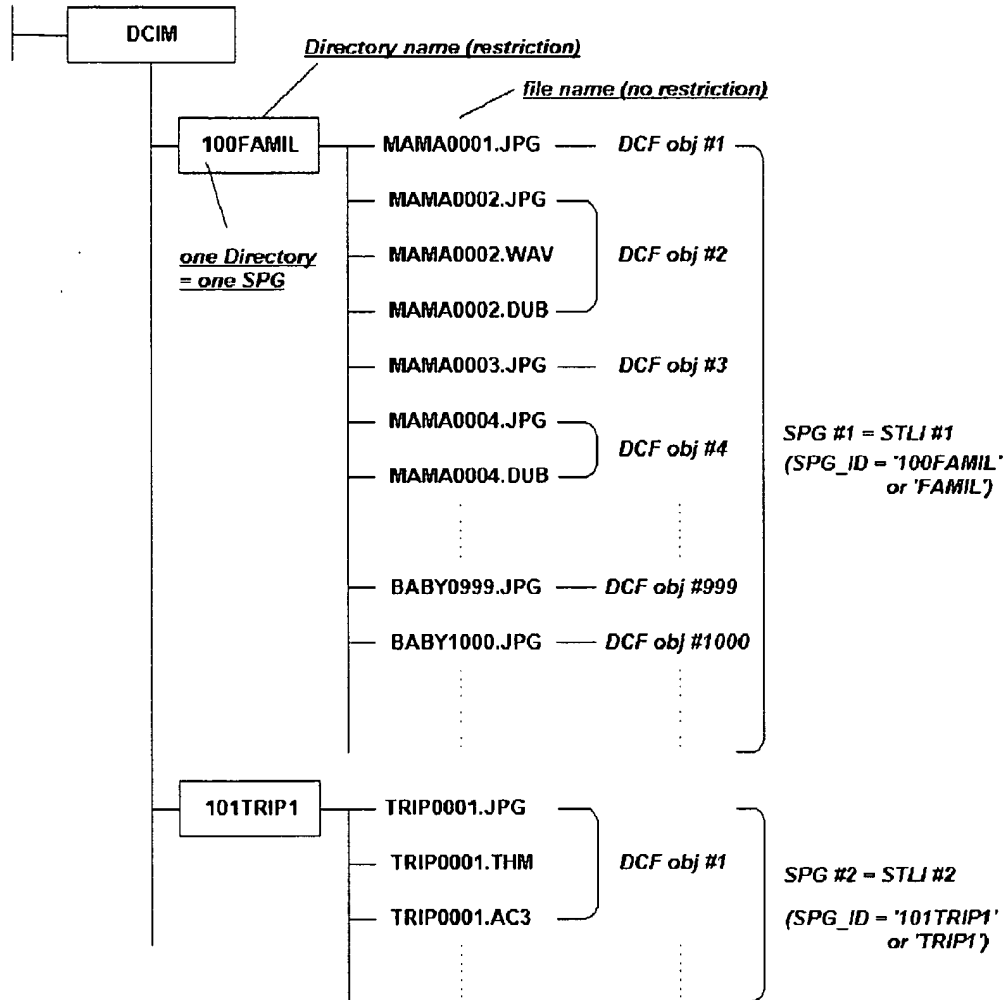 DCIM
Directory name (restriction)
file name (no restriction)
100FAMIL
MAMA0001.JPG
DCF obj #1
MAMA0002.JPG
one Directory
= one SPG
MAMA0002.WAV
DCF obj #2
MAMA0002.DUB
MAMA0003.JPG
DCF obj #3
MAMA0004.JPG
DCF obj #4
MAMA0004.DUB
SPG #1 = STLI #1
(SPG_ID = '100FAMIL'
or 'FAMIL')
BABY0999.JPG
DCF obj #999
BABY1000.JPG
DCF obj #1000
101TRIP1
TRIP0001.JPG
TRIP0001.THM
DCF obj #1
TRIP0001.AC3
SPG #2 = STLI #2
(SPG_ID = '101TRIP1'
or 'TRIP1')